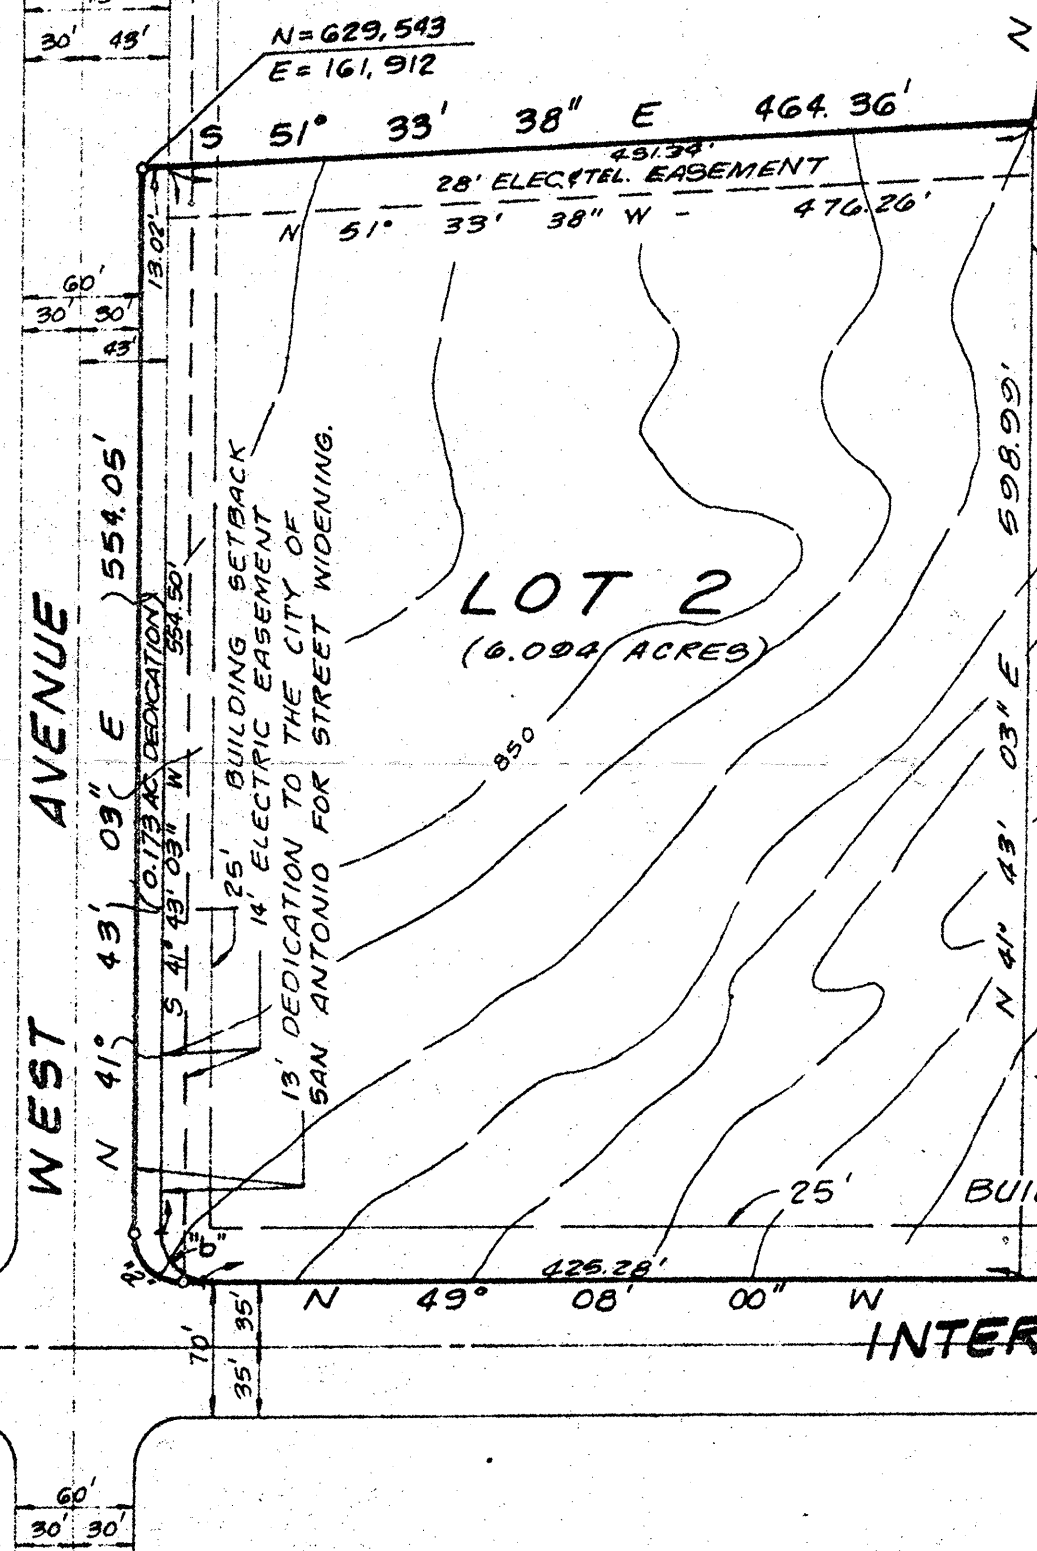 30' 43'
N=629,543
E=161,912
N
S 51° 33' 38" E 464.36'
451.34'
28' ELEC.&TEL. EASEMENT
N 51° 33' 38" W - 476.26'
13.02'
60'
30' 30'
43'
N 41° 43' 03" E 554.05'
(0.173 AC. DEDICATION)
S 41° 43' 03" W 554.50'
25' BUILDING SETBACK
14' ELECTRIC EASEMENT
13' DEDICATION TO THE CITY OF
SAN ANTONIO FOR STREET WIDENING.
WEST AVENUE
LOT 2
(6.094 ACRES)
850
N 41° 43' 03" E 598.99'
25' BUI
"b"
"a"
425.28'
N 49° 08' 00" W
INTER
70'
35' 35'
60'
30' 30'